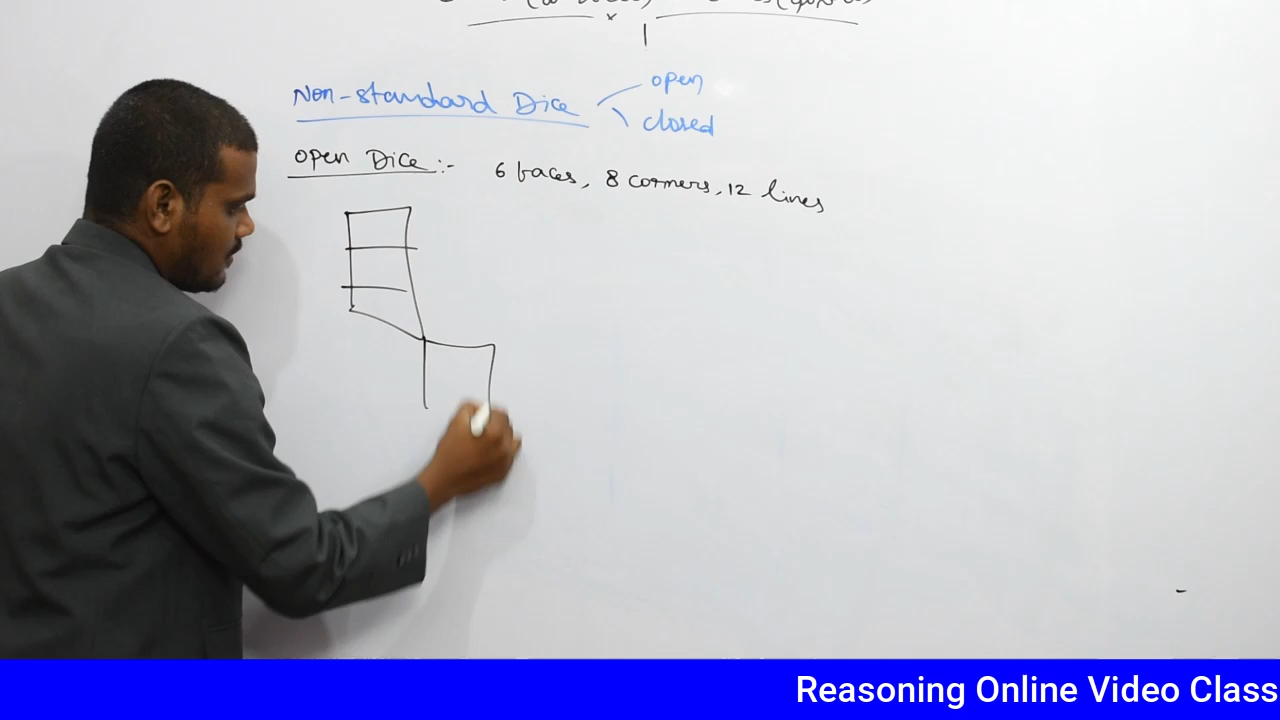 Non-standard Dice
open
closed
open Dice :-
6 faces, 8 corners, 12 lines
Reasoning Online Video Class